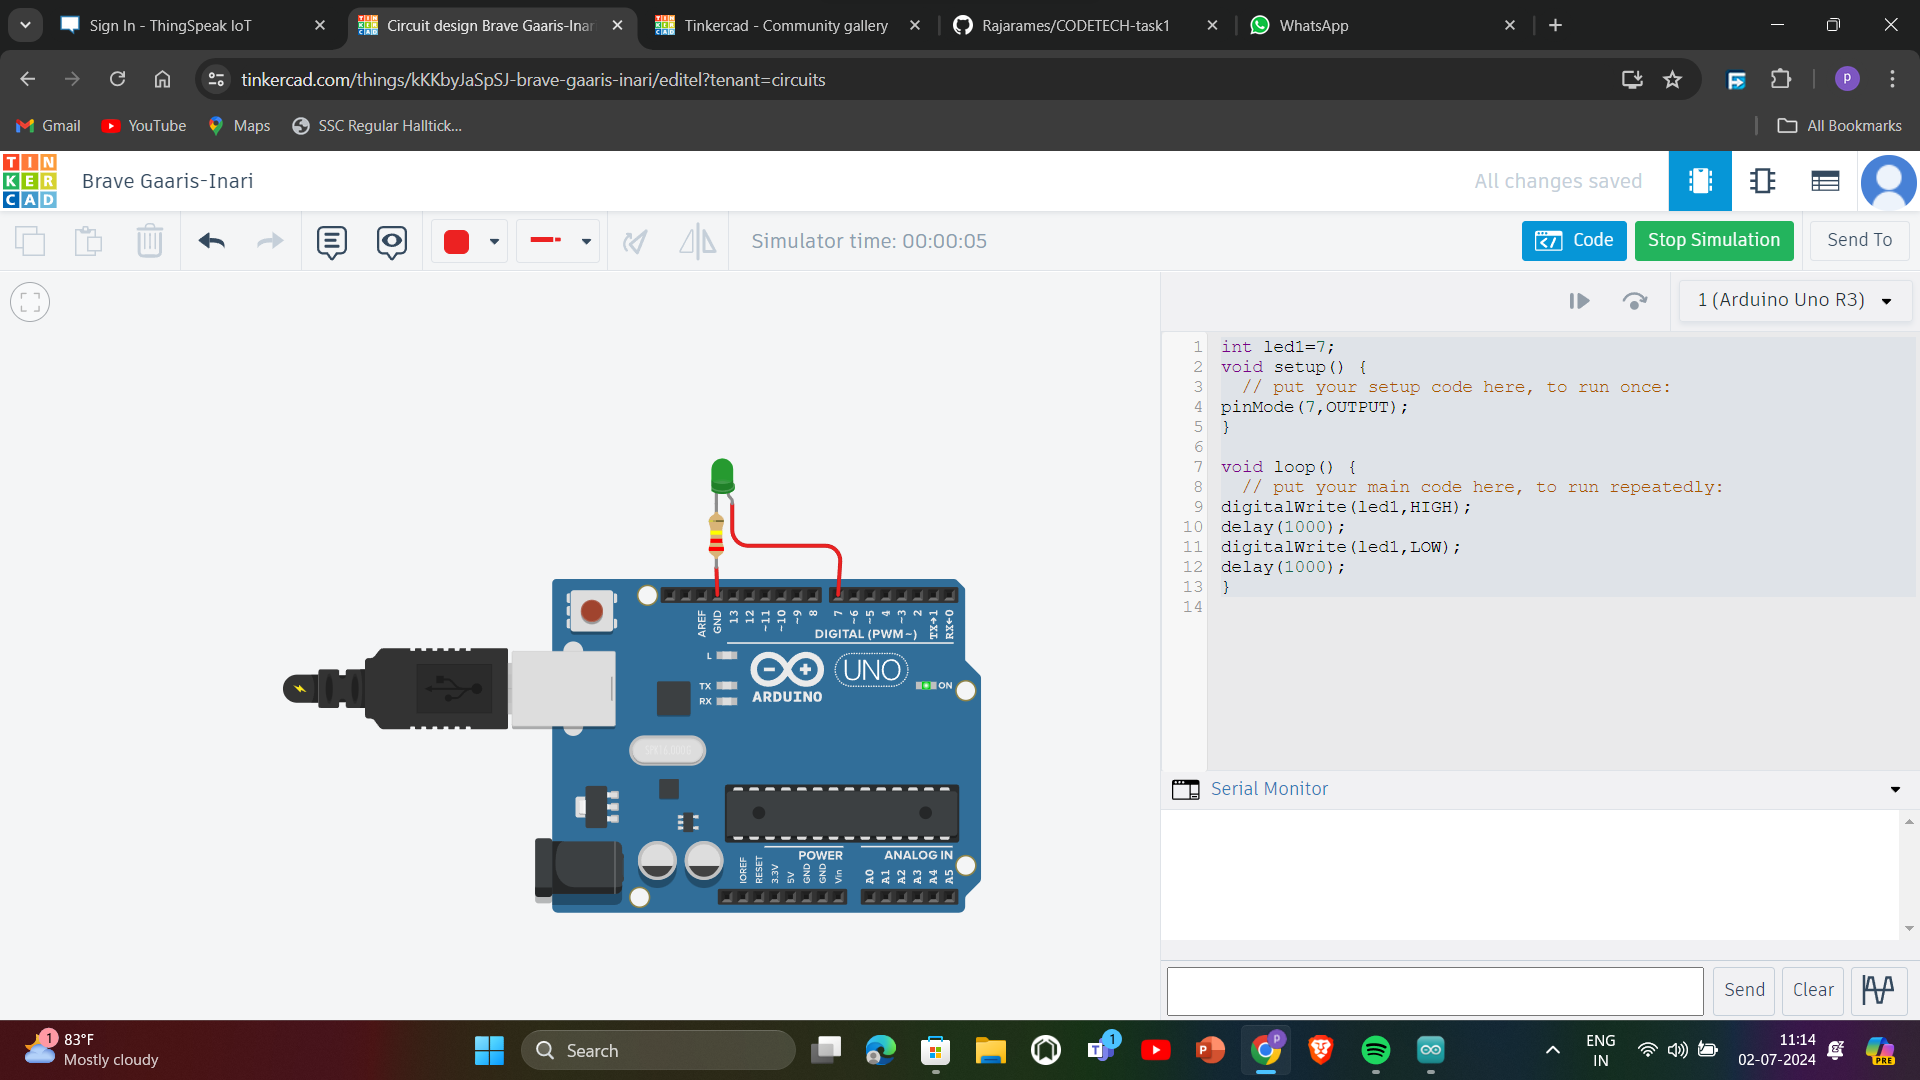 Sign In - ThingSpeak IoT
Circuit design Brave Gaaris-Inari
Tinkercad - Community gallery
Rajarames/CODETECH-task1
WhatsApp
tinkercad.com/things/kKKbyJaSpSJ-brave-gaaris-inari/editel?tenant=circuits
P
Gmail
YouTube
Maps
SSC Regular Halltick...
All Bookmarks
TIN
KER
CAD
Brave Gaaris-Inari
All changes saved
Simulator time: 00:00:05
Code
Stop Simulation
Send To
1 (Arduino Uno R3)
1 int led1=7;
2 void setup() {
3 // put your setup code here, to run once:
4 pinMode(7,OUTPUT);
5 }
6
7 void loop() {
8 // put your main code here, to run repeatedly:
9 digitalWrite(led1,HIGH);
10 delay(1000);
11 digitalWrite(led1,LOW);
12 delay(1000);
13 }
14
AREF GND 13 12 ~11 ~10 ~9 8 7 ~6 ~5 4 ~3 2 TX→1 RX←0
DIGITAL (PWM~)
L
TX
RX
ARDUINO
UNO
ON
POWER
ANALOG IN
IOREF RESET 3.3V 5V GND GND Vin A0 A1 A2 A3 A4 A5
Serial Monitor
Send
Clear
1
83°F
Mostly cloudy
Search
1
P
ENG
IN
11:14
02-07-2024
PRE